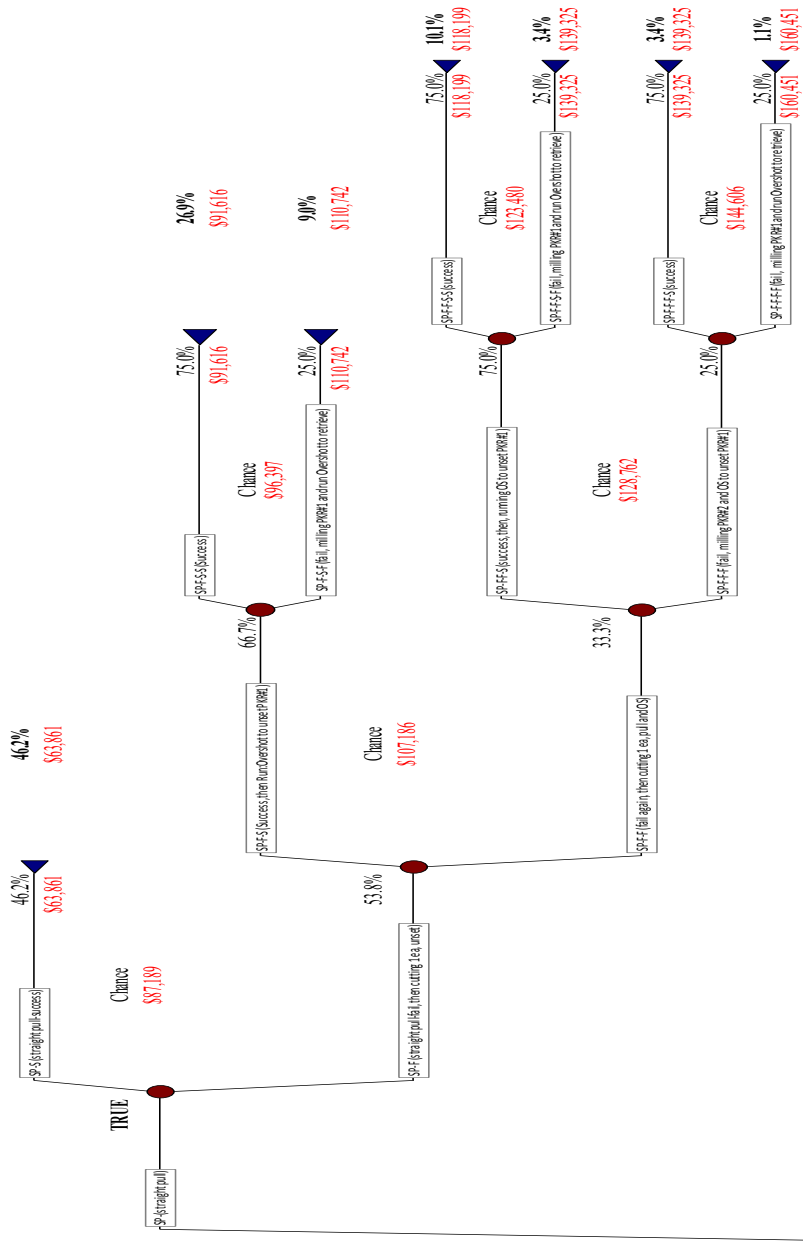 SP-(straight pull)
TRUE
Chance
$87,189
SP-S (straight pull-success)
46.2%
$63,861
46.2%
$63,861
SP-F (straight pull-fail, then cutting 1 ea, unset)
53.8%
Chance
$107,186
SP-F-S (Success, then Run Overshot to unset PKR#1)
66.7%
Chance
$96,397
SP-F-S-S (Success)
75.0%
$91,616
26.9%
$91,616
SP-F-S-F (fail, milling PKR#1 and run Overshot to retrieve)
25.0%
$110,742
9.0%
$110,742
SP-F-F (fail again, then cutting 1 ea, pull and OS)
33.3%
Chance
$128,762
SP-F-F-S (success, then, running OS to unset PKR#1)
75.0%
Chance
$123,480
SP-F-F-S-S (success)
75.0%
$118,199
10.1%
$118,199
SP-F-F-S-F (fail, milling PKR#1 and run Overshot to retrieve)
25.0%
$139,325
3.4%
$139,325
SP-F-F-F (fail, milling PKR#2 and OS to unset PKR#1)
25.0%
Chance
$144,606
SP-F-F-F-S (success)
75.0%
$139,325
3.4%
$139,325
SP-F-F-F-F (fail, milling PKR#1 and run Overshot to retrieve)
25.0%
$160,451
1.1%
$160,451